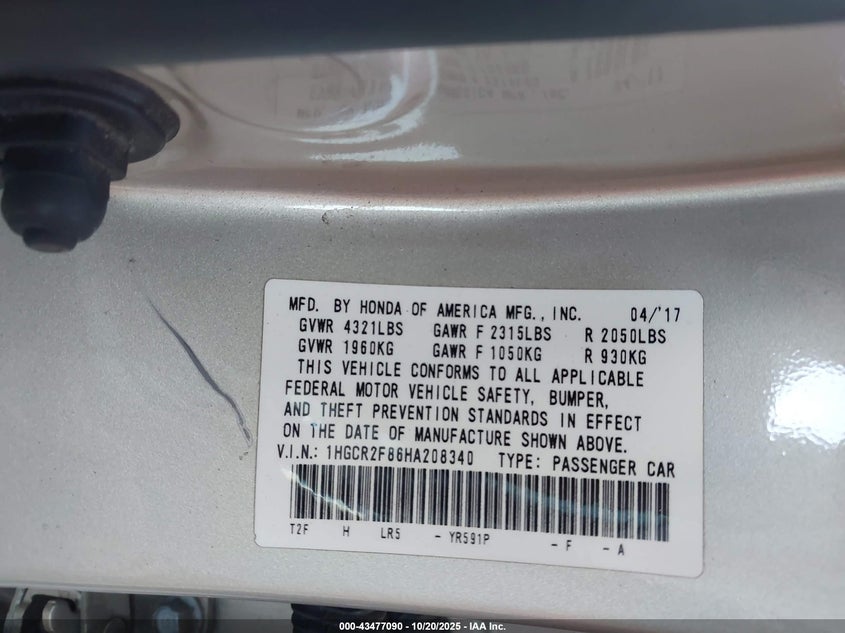 MFD. BY HONDA OF AMERICA MFG., INC. 04/'17
GVWR 4321LBS GAWR F 2315LBS R 2050LBS
GVWR 1960KG GAWR F 1050KG R 930KG
THIS VEHICLE CONFORMS TO ALL APPLICABLE
FEDERAL MOTOR VEHICLE SAFETY, BUMPER,
AND THEFT PREVENTION STANDARDS IN EFFECT
ON THE DATE OF MANUFACTURE SHOWN ABOVE.
V.I.N.: 1HGCR2F86HA208340 TYPE: PASSENGER CAR
T2F H LR5 - YR591P - F - A
000-43477090 - 10/20/2025 - IAA Inc.